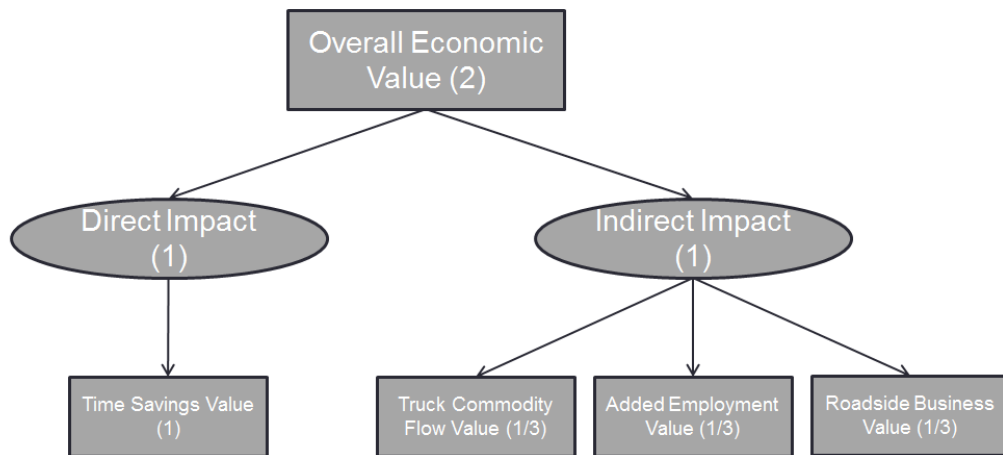 Overall Economic
Value (2)
Direct Impact
(1)
Indirect Impact
(1)
Time Savings Value
(1)
Truck Commodity
Flow Value (1/3)
Added Employment
Value (1/3)
Roadside Business
Value (1/3)